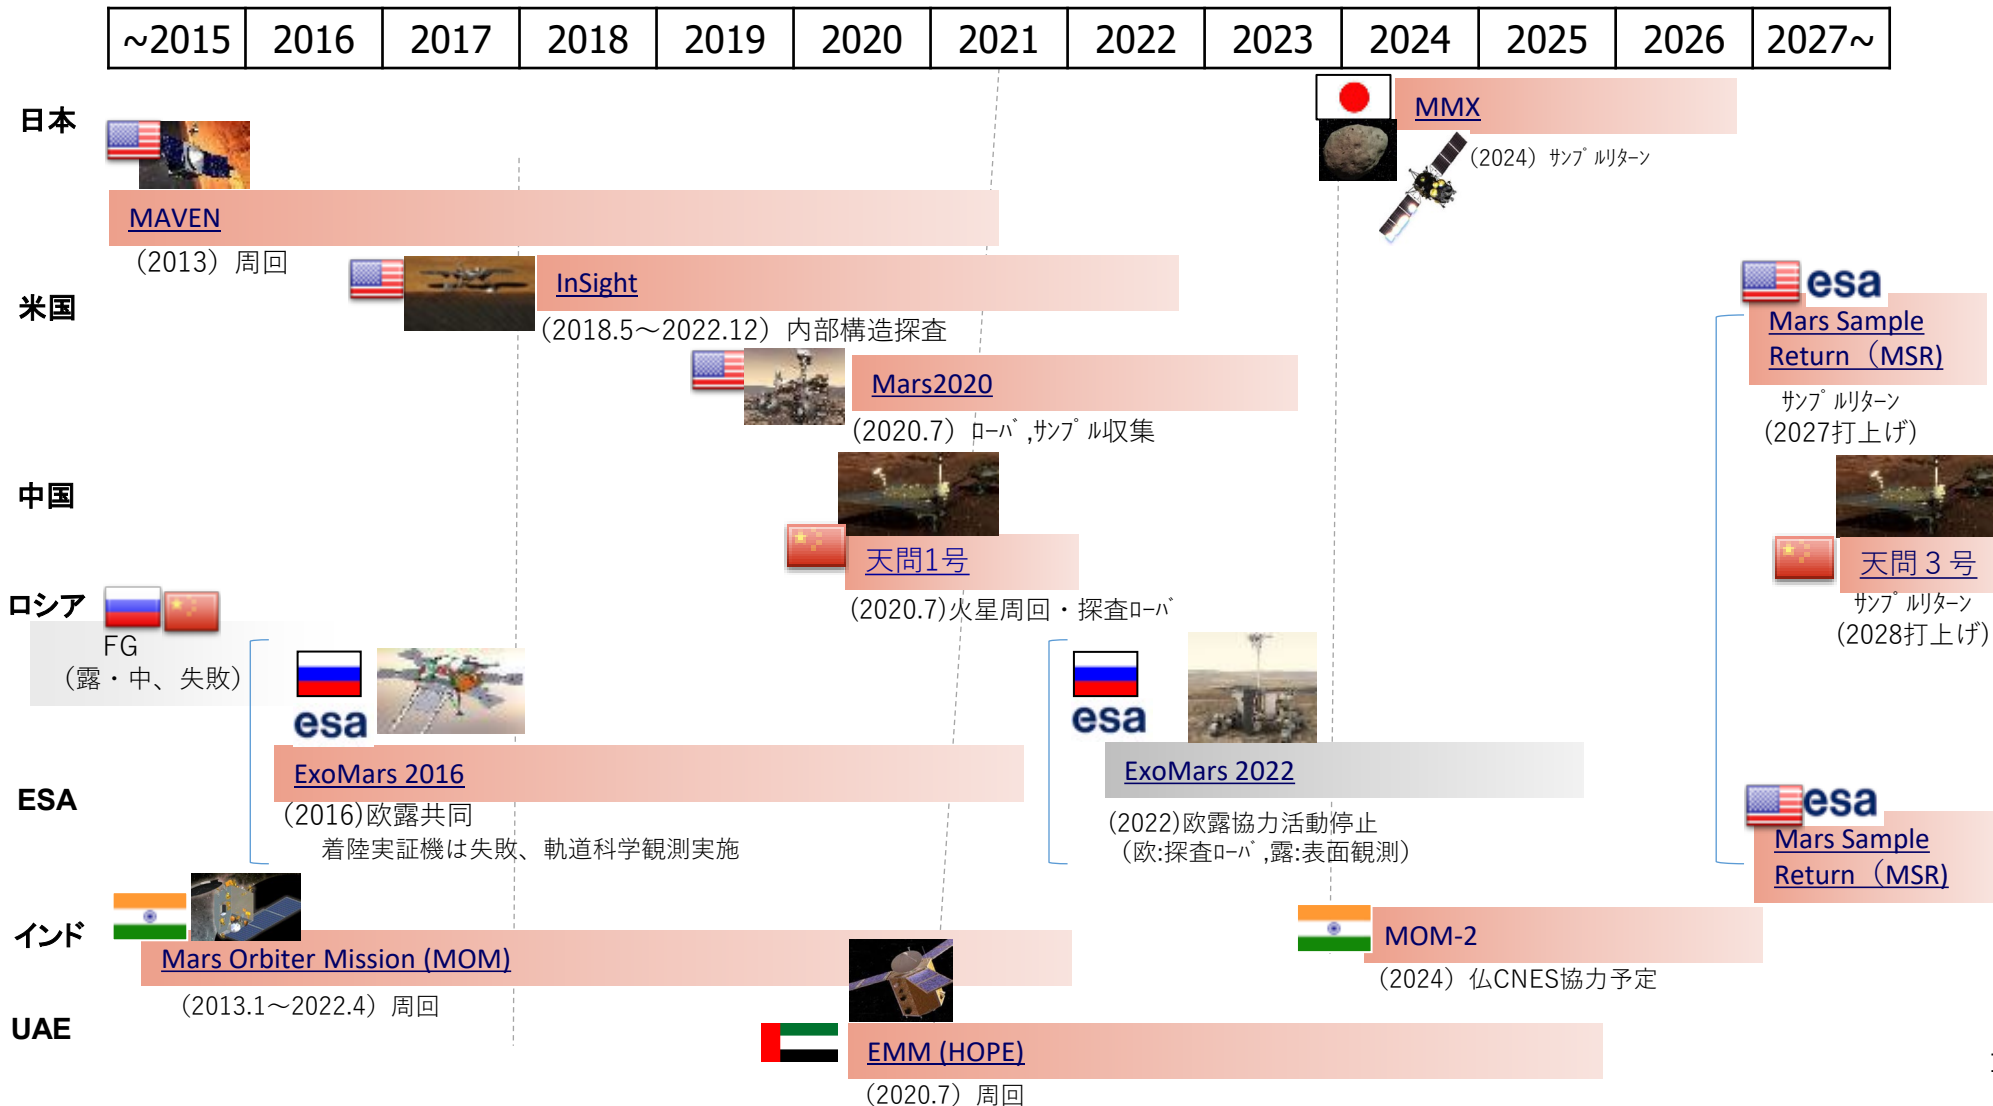 ~2015 2016 2017 2018 2019 2020 2021 2022 2023 2024 2025 2026 2027~
日本
MMX
(2024) ｻﾝﾌﾟﾙﾘﾀｰﾝ
MAVEN
(2013) 周回
米国
InSight
(2018.5～2022.12) 内部構造探査
Mars2020
(2020.7) ﾛｰﾊﾞ,ｻﾝﾌﾟﾙ収集
esa
Mars Sample
Return（MSR)
ｻﾝﾌﾟﾙﾘﾀｰﾝ
(2027打上げ)
中国
天問1号
(2020.7)火星周回・探査ﾛｰﾊﾞ
天問３号
ｻﾝﾌﾟﾙﾘﾀｰﾝ
(2028打上げ)
ロシア
FG
(露・中、失敗)
esa
esa
ESA
ExoMars 2016
(2016)欧露共同
着陸実証機は失敗、軌道科学観測実施
ExoMars 2022
(2022)欧露協力活動停止
(欧:探査ﾛｰﾊﾞ,露:表面観測)
esa
Mars Sample
Return（MSR)
インド
Mars Orbiter Mission (MOM)
(2013.1～2022.4) 周回
MOM-2
(2024) 仏CNES協力予定
UAE
EMM (HOPE)
(2020.7) 周回